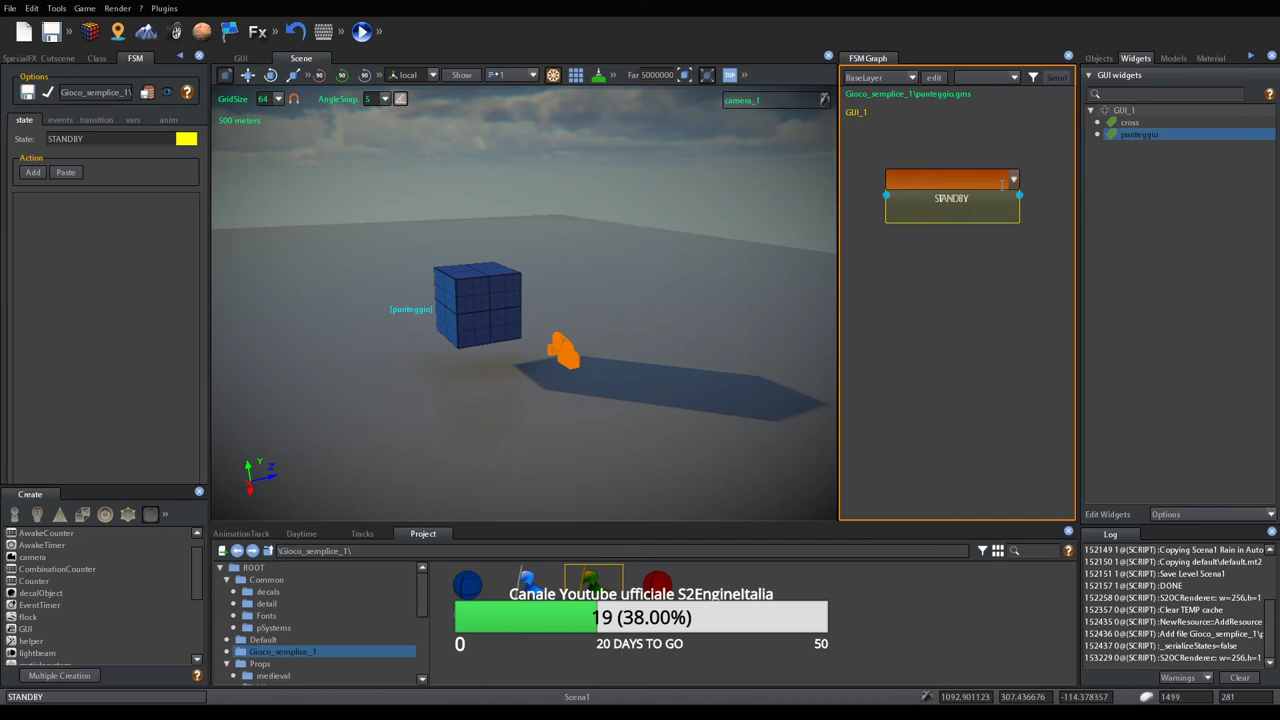 File Edit Tools Game Render ? Plugins
Fx
SpecialFX Cutscene Class FSM
Options
Gioco_semplice_1\
state events transition vars anim
State: STANDBY
Action
Add Paste
GUI Scene
90 90 90 local Show 1 Far 5000000 TOP
GridSize 64 AngleSnap 5 camera_1
500 meters
[punteggio]
Y
Z
FSM Graph
BaseLayer edit Simul
Gioco_semplice_1\punteggio.gms
GUI_1
STANDBY
Objects Widgets Models Material
GUI widgets
GUI_1
cross
punteggio
Edit Widgets Options
Create
AwakeCounter
AwakeTimer
camera
CombinationCounter
Counter
decalObject
EventTimer
flock
GUI
helper
lightbeam
Multiple Creation
AnimationTrack Daytime Tracks Project
\Gioco_semplice_1\
ROOT
Common
decals
detail
Fonts
pSystems
Default
Gioco_semplice_1
Props
medieval
Canale Youtube ufficiale S2EngineItalia
19 (38.00%)
0 20 DAYS TO GO 50
Log
152149 1@(SCRIPT) :Copying Scena1 Rain in Auto
152150 1@(SCRIPT) :Copying default\default.mt2
152151 1@(SCRIPT) :Save Level Scena1
152157 1@(SCRIPT) :DONE
152258 0@(SCRIPT) :S2OCRenderer: w=256,h=1
152357 0@(SCRIPT) :Clear TEMP cache
152436 0@(SCRIPT) :NewResource::AddResource
152436 0@(SCRIPT) :Add file Gioco_semplice_1\p
152437 0@(SCRIPT) :_serializeStates=false
153229 0@(SCRIPT) :S2OCRenderer: w=256,h=1
Warnings Clear
STANDBY Scena1 1092.901123 307.436676 -114.378357 1499 281